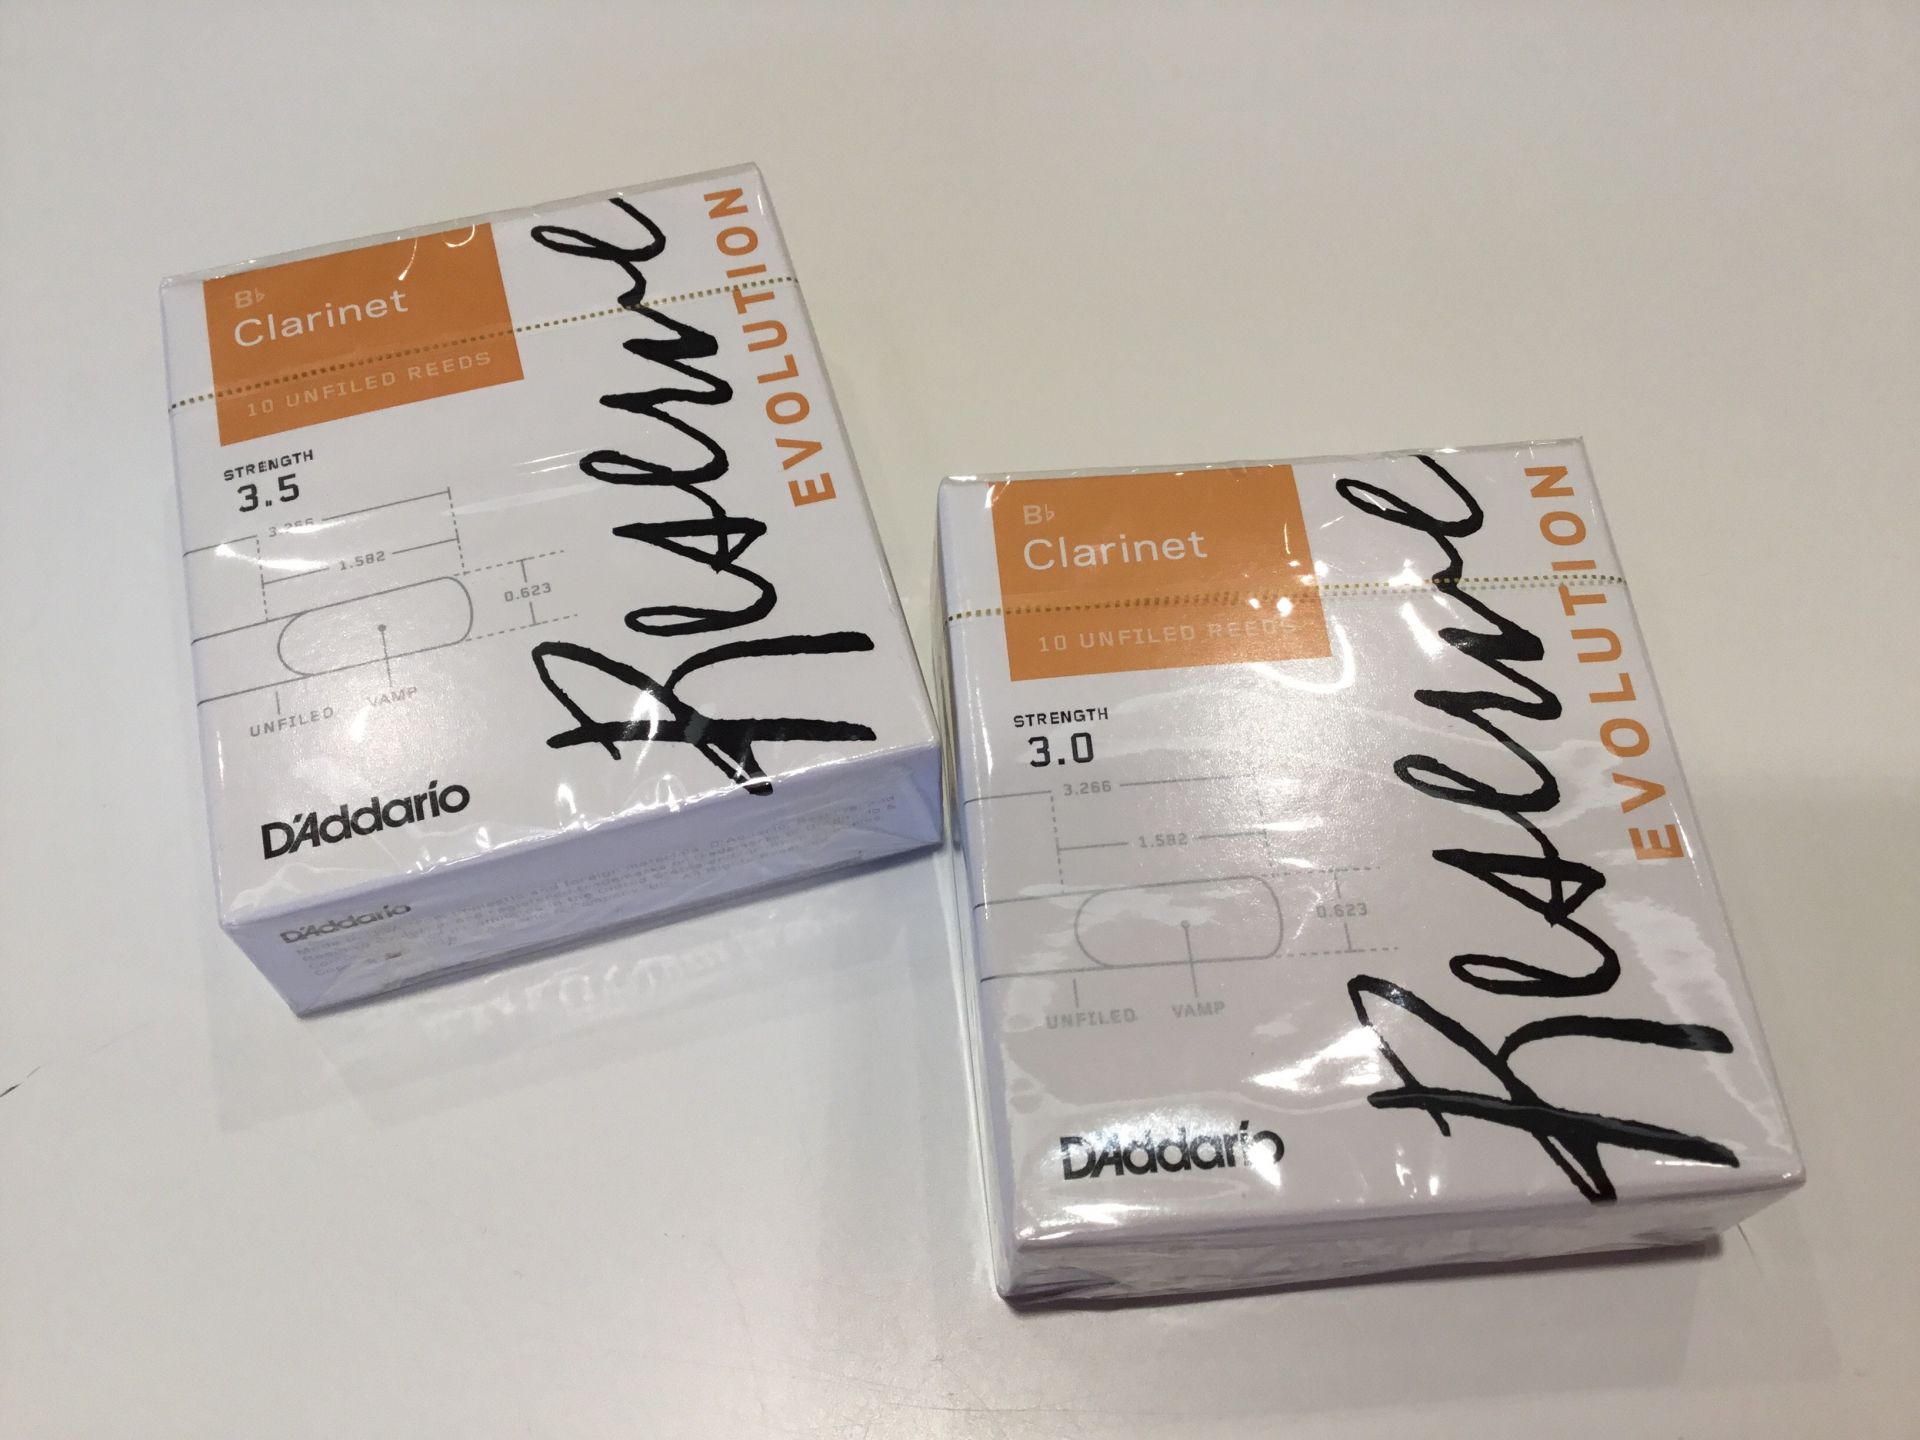 B♭
Clarinet
10 UNFILED REEDS
STRENGTH
3.5
3.266
1.582
0.623
UNFILED
VAMP
D'Addario
Reserve
EVOLUTION
D'Addario
B♭
Clarinet
10 UNFILED REEDS
STRENGTH
3.0
3.266
1.582
0.623
UNFILED
VAMP
D'Addario
Reserve
EVOLUTION